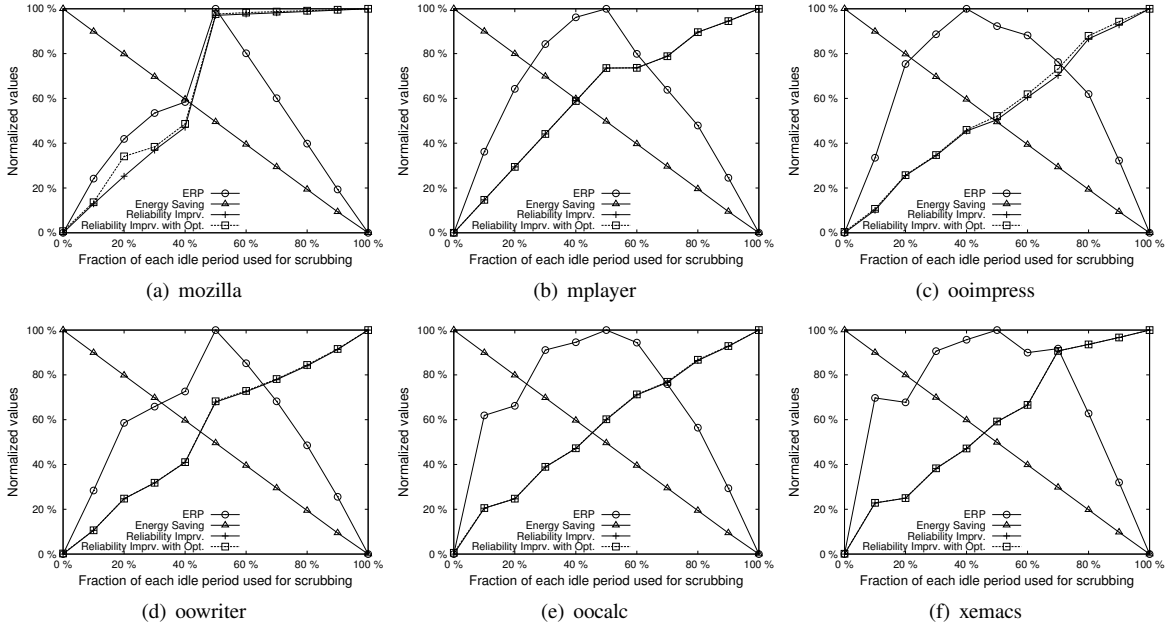 100 %
80 %
60 %
40 %
20 %
0 %
Normalized values
ERP
Energy Saving
Reliability Imprv.
Reliability Imprv. with Opt.
0 % 20 % 40 % 60 % 80 % 100 %
Fraction of each idle period used for scrubbing
(a) mozilla
100 %
80 %
60 %
40 %
20 %
0 %
Normalized values
ERP
Energy Saving
Reliability Imprv.
Reliability Imprv. with Opt.
0 % 20 % 40 % 60 % 80 % 100 %
Fraction of each idle period used for scrubbing
(b) mplayer
100 %
80 %
60 %
40 %
20 %
0 %
Normalized values
ERP
Energy Saving
Reliability Imprv.
Reliability Imprv. with Opt.
0 % 20 % 40 % 60 % 80 % 100 %
Fraction of each idle period used for scrubbing
(c) ooimpress
100 %
80 %
60 %
40 %
20 %
0 %
Normalized values
ERP
Energy Saving
Reliability Imprv.
Reliability Imprv. with Opt.
0 % 20 % 40 % 60 % 80 % 100 %
Fraction of each idle period used for scrubbing
(d) oowriter
100 %
80 %
60 %
40 %
20 %
0 %
Normalized values
ERP
Energy Saving
Reliability Imprv.
Reliability Imprv. with Opt.
0 % 20 % 40 % 60 % 80 % 100 %
Fraction of each idle period used for scrubbing
(e) oocalc
100 %
80 %
60 %
40 %
20 %
0 %
Normalized values
ERP
Energy Saving
Reliability Imprv.
Reliability Imprv. with Opt.
0 % 20 % 40 % 60 % 80 % 100 %
Fraction of each idle period used for scrubbing
(f) xemacs